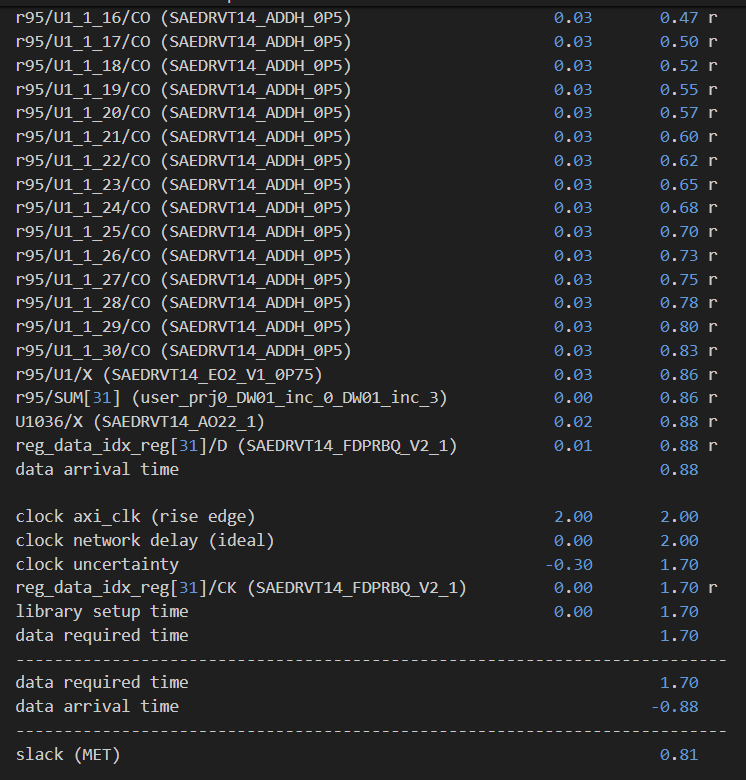 r95/U1_1_16/CO (SAEDRVT14_ADDH_0P5) 0.03 0.47 r
r95/U1_1_17/CO (SAEDRVT14_ADDH_0P5) 0.03 0.50 r
r95/U1_1_18/CO (SAEDRVT14_ADDH_0P5) 0.03 0.52 r
r95/U1_1_19/CO (SAEDRVT14_ADDH_0P5) 0.03 0.55 r
r95/U1_1_20/CO (SAEDRVT14_ADDH_0P5) 0.03 0.57 r
r95/U1_1_21/CO (SAEDRVT14_ADDH_0P5) 0.03 0.60 r
r95/U1_1_22/CO (SAEDRVT14_ADDH_0P5) 0.03 0.62 r
r95/U1_1_23/CO (SAEDRVT14_ADDH_0P5) 0.03 0.65 r
r95/U1_1_24/CO (SAEDRVT14_ADDH_0P5) 0.03 0.68 r
r95/U1_1_25/CO (SAEDRVT14_ADDH_0P5) 0.03 0.70 r
r95/U1_1_26/CO (SAEDRVT14_ADDH_0P5) 0.03 0.73 r
r95/U1_1_27/CO (SAEDRVT14_ADDH_0P5) 0.03 0.75 r
r95/U1_1_28/CO (SAEDRVT14_ADDH_0P5) 0.03 0.78 r
r95/U1_1_29/CO (SAEDRVT14_ADDH_0P5) 0.03 0.80 r
r95/U1_1_30/CO (SAEDRVT14_ADDH_0P5) 0.03 0.83 r
r95/U1/X (SAEDRVT14_EO2_V1_0P75) 0.03 0.86 r
r95/SUM[31] (user_prj0_DW01_inc_0_DW01_inc_3) 0.00 0.86 r
U1036/X (SAEDRVT14_AO22_1) 0.02 0.88 r
reg_data_idx_reg[31]/D (SAEDRVT14_FDPRBQ_V2_1) 0.01 0.88 r
data arrival time 0.88
clock axi_clk (rise edge) 2.00 2.00
clock network delay (ideal) 0.00 2.00
clock uncertainty -0.30 1.70
reg_data_idx_reg[31]/CK (SAEDRVT14_FDPRBQ_V2_1) 0.00 1.70 r
library setup time 0.00 1.70
data required time 1.70
---------------------------------------------------------------------------
data required time 1.70
data arrival time -0.88
---------------------------------------------------------------------------
slack (MET) 0.81